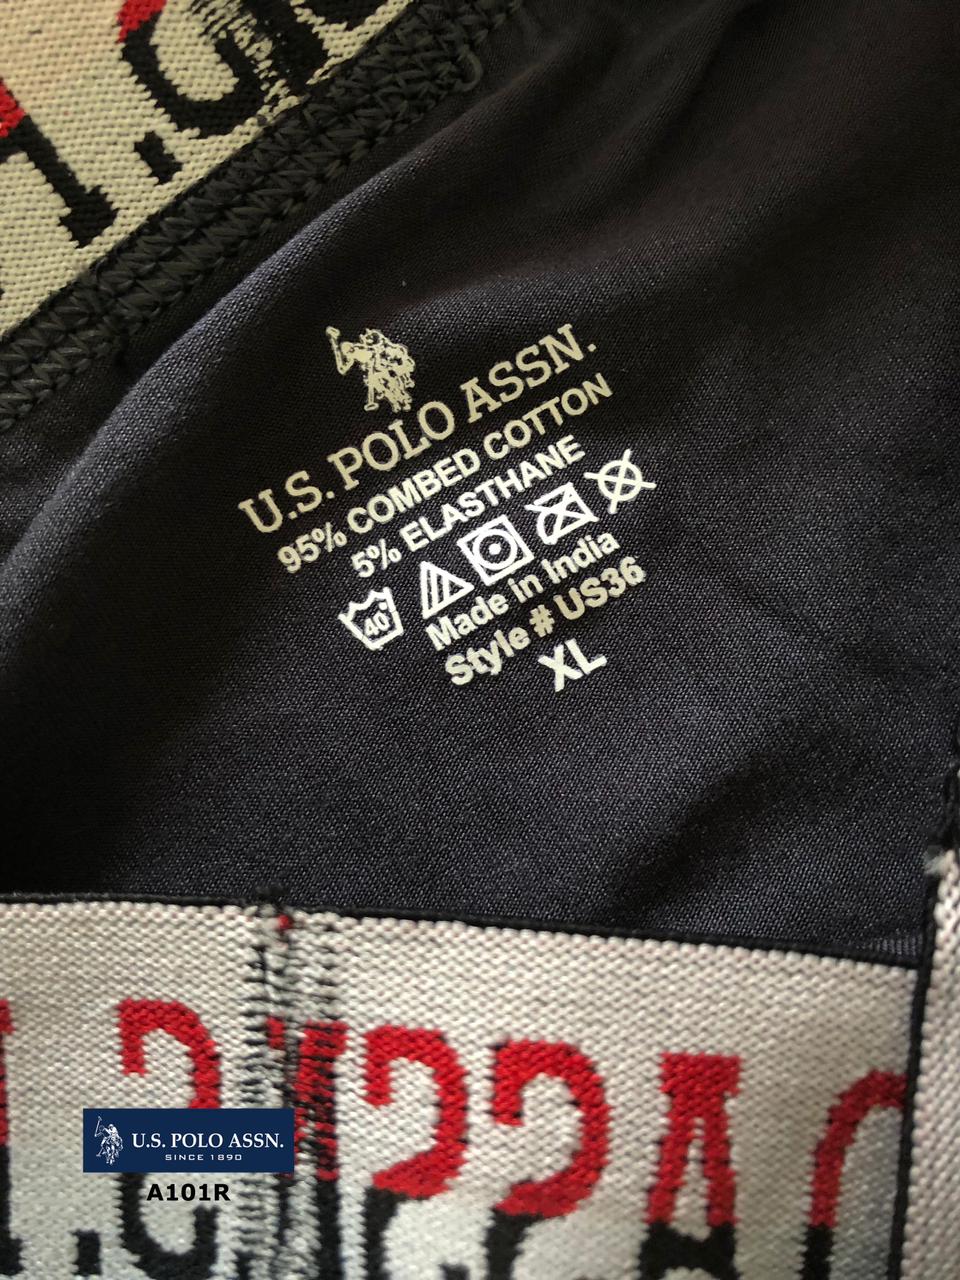 U.S. POLO ASSN.
95% COMBED COTTON
5% ELASTHANE
40°
Made in India
Style # US36
XL
U.S. POLO ASSN.
SINCE 1890
A101R